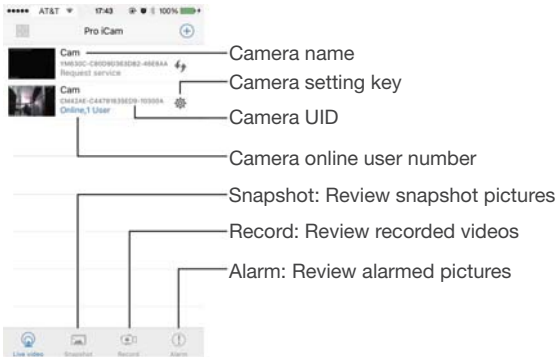 AT&T 17:43 100%
Pro iCam
Cam
Request service
Cam
Online,1 User
Camera name
Camera setting key
Camera UID
Camera online user number
Snapshot: Review snapshot pictures
Record: Review recorded videos
Alarm: Review alarmed pictures
Live video Snapshot Record Alarm